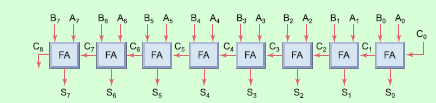 B₇ A₇ B₆ A₆ B₅ A₅ B₄ A₄ B₃ A₃ B₂ A₂ B₁ A₁ B₀ A₀
C₈ FA C₇ FA C₆ FA C₅ FA C₄ FA C₃ FA C₂ FA C₁ FA C₀
S₇ S₆ S₅ S₄ S₃ S₂ S₁ S₀